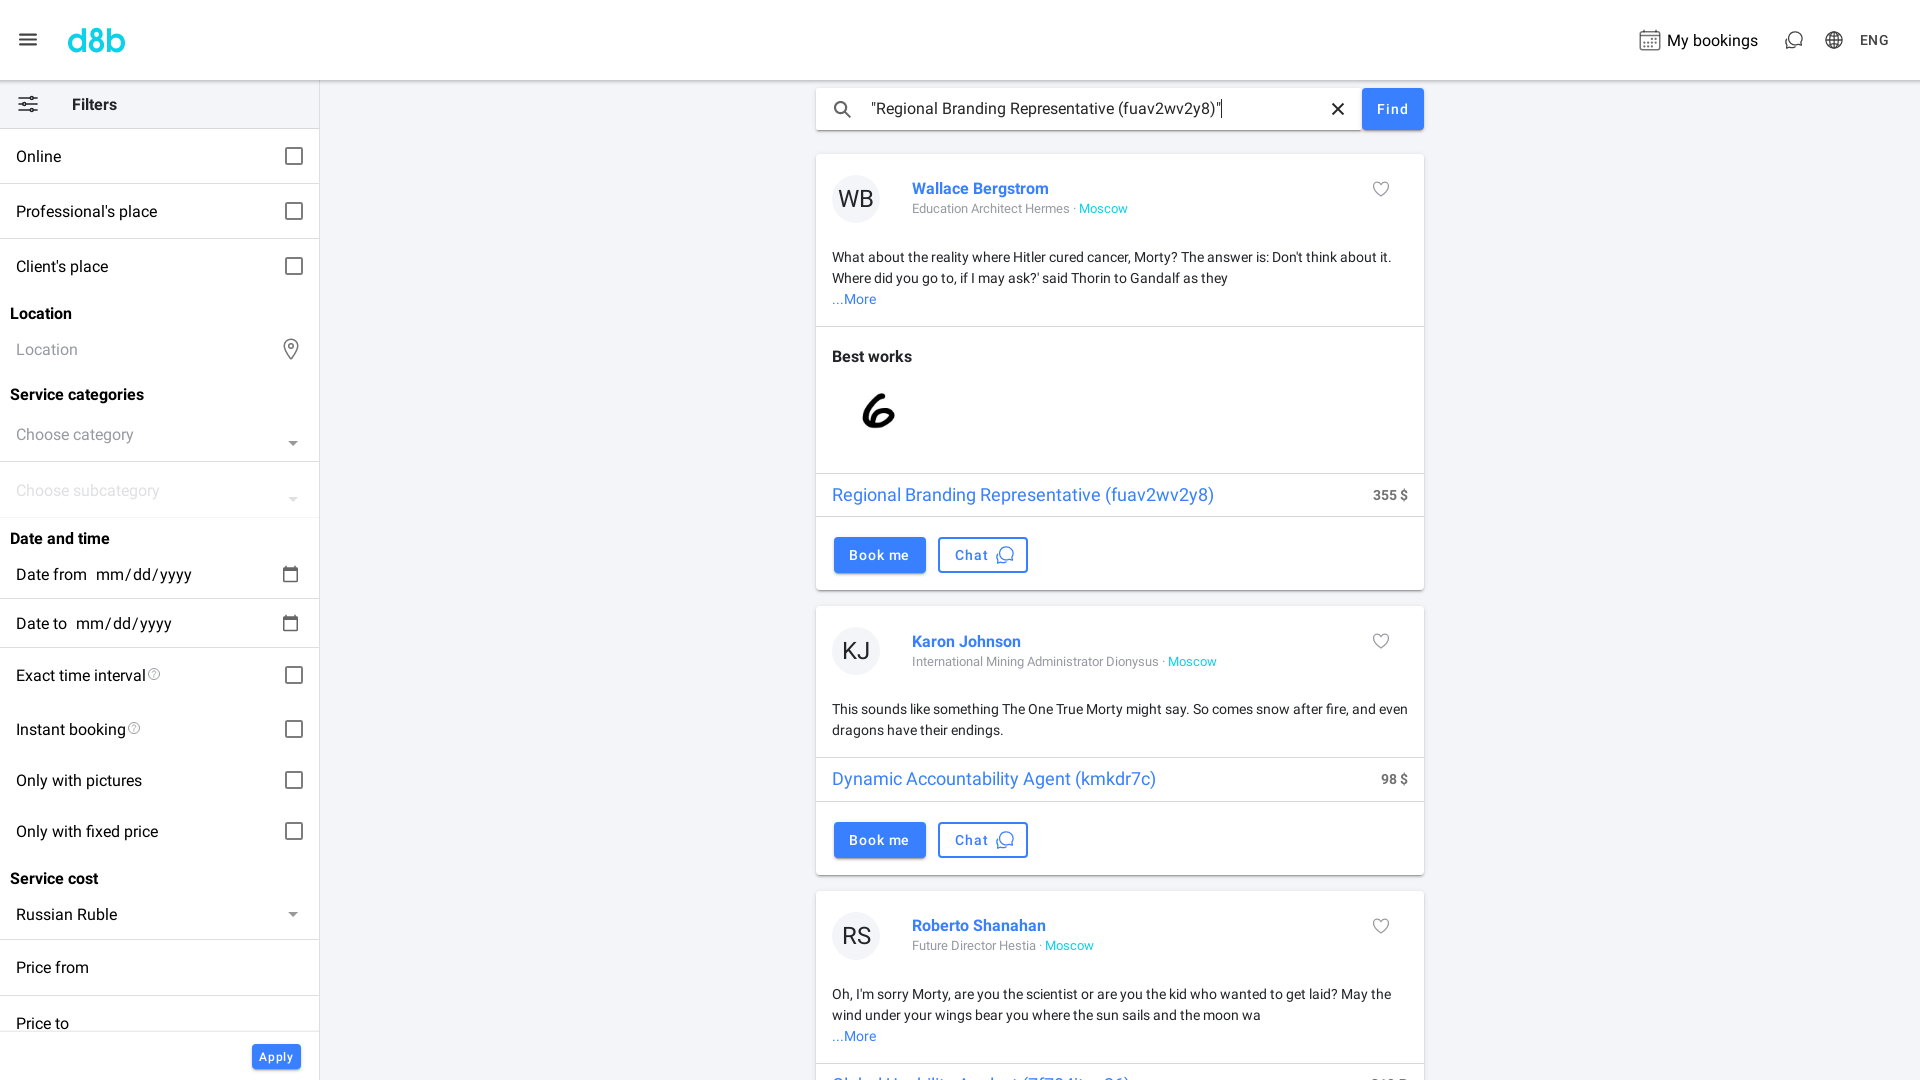 d8b
My bookings
ENG
Filters
Online
Professional's place
Client's place
Location
Location
Service categories
Choose category
Choose subcategory
Date and time
Date from mm/dd/yyyy
Date to mm/dd/yyyy
Exact time interval
Instant booking
Only with pictures
Only with fixed price
Service cost
Russian Ruble
Price from
Price to
Apply
"Regional Branding Representative (fuav2wv2y8)"
Find
WB
Wallace Bergstrom
Education Architect Hermes · Moscow
What about the reality where Hitler cured cancer, Morty? The answer is: Don't think about it.
Where did you go to, if I may ask?' said Thorin to Gandalf as they
...More
Best works
6
Regional Branding Representative (fuav2wv2y8) 355 $
Book me
Chat
KJ
Karon Johnson
International Mining Administrator Dionysus · Moscow
This sounds like something The One True Morty might say. So comes snow after fire, and even
dragons have their endings.
Dynamic Accountability Agent (kmkdr7c) 98 $
Book me
Chat
RS
Roberto Shanahan
Future Director Hestia · Moscow
Oh, I'm sorry Morty, are you the scientist or are you the kid who wanted to get laid? May the
wind under your wings bear you where the sun sails and the moon wa
...More